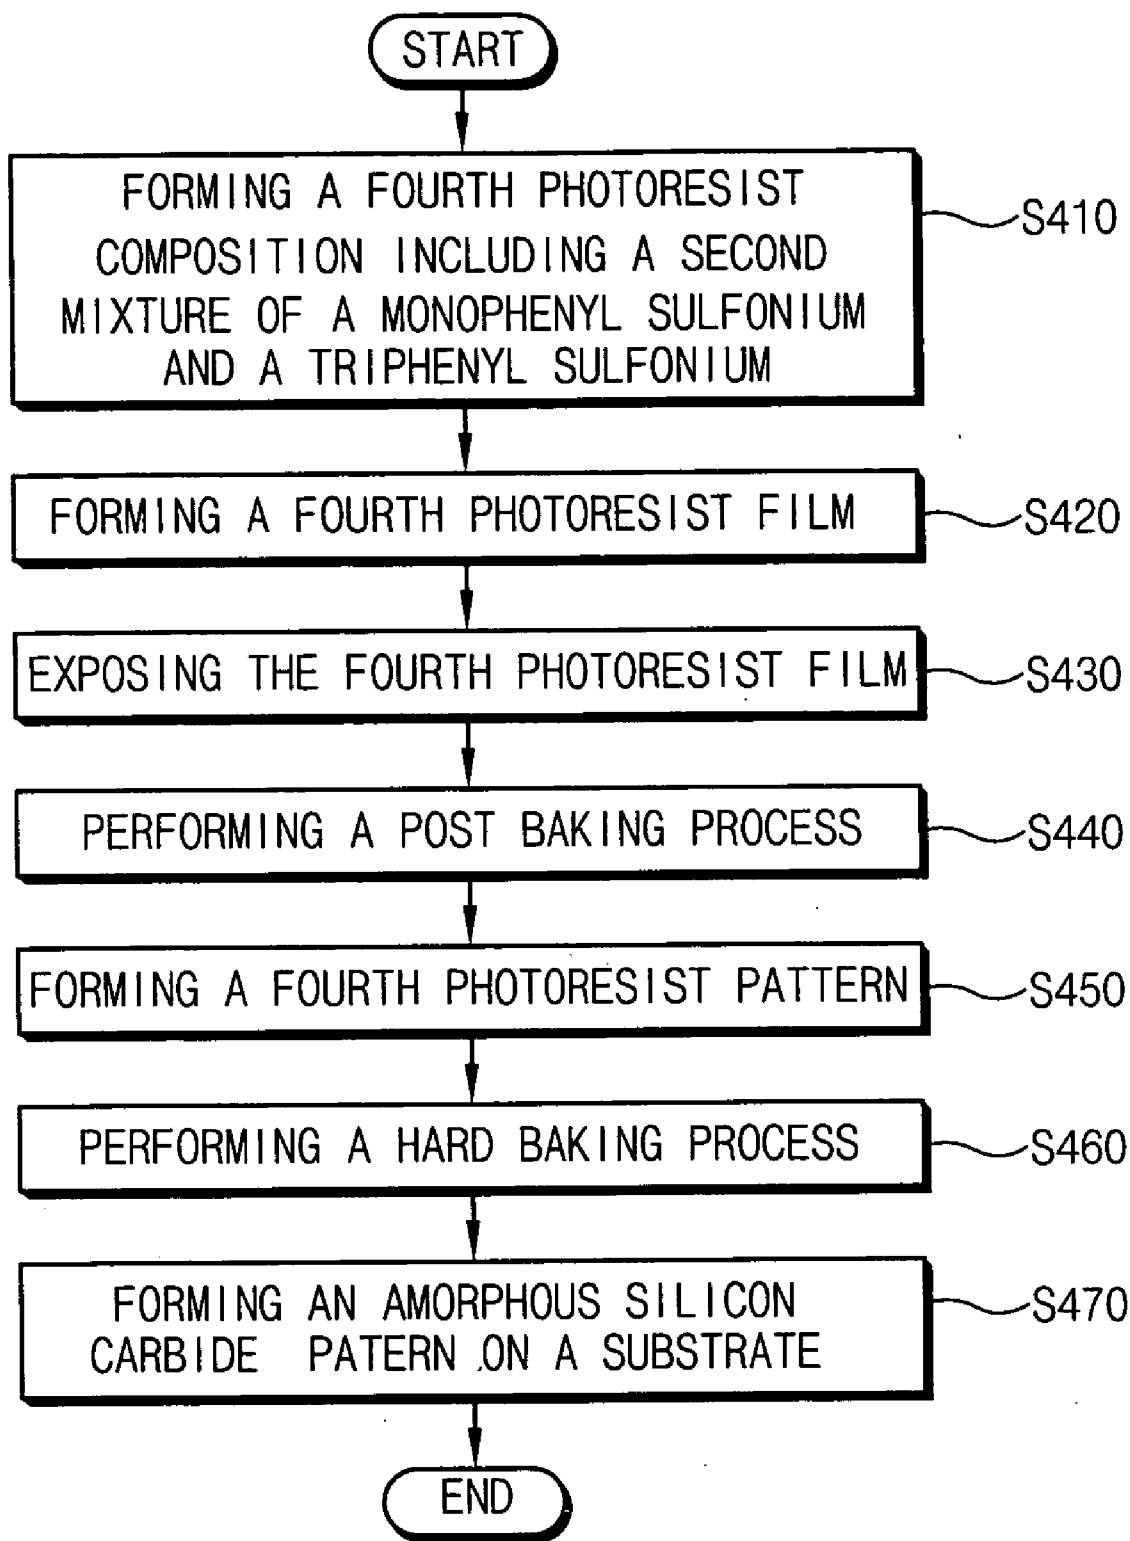 START
FORMING A FOURTH PHOTORESIST
COMPOSITION INCLUDING A SECOND
MIXTURE OF A MONOPHENYL SULFONIUM
AND A TRIPHENYL SULFONIUM
S410
FORMING A FOURTH PHOTORESIST FILM
S420
EXPOSING THE FOURTH PHOTORESIST FILM
S430
PERFORMING A POST BAKING PROCESS
S440
FORMING A FOURTH PHOTORESIST PATTERN
S450
PERFORMING A HARD BAKING PROCESS
S460
FORMING AN AMORPHOUS SILICON
CARBIDE PATERN ON A SUBSTRATE
S470
END